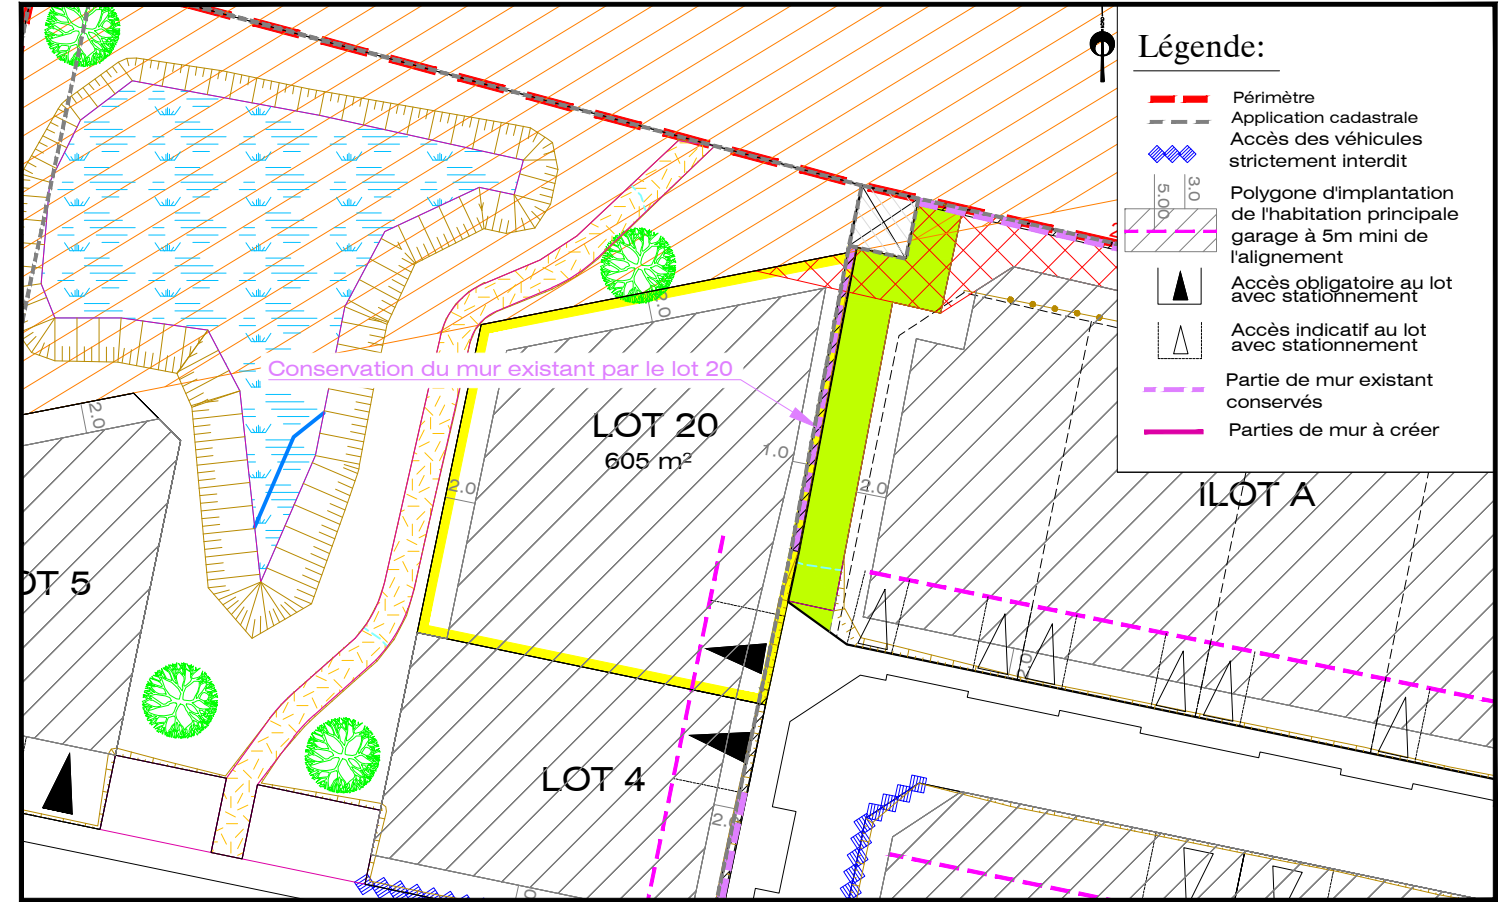 Légende:
Périmètre
Application cadastrale
Accès des véhicules
strictement interdit
5.00
3.0
Polygone d'implantation
de l'habitation principale
garage à 5m mini de
l'alignement
Accès obligatoire au lot
avec stationnement
Accès indicatif au lot
avec stationnement
Partie de mur existant
conservés
Parties de mur à créer
2.0
Conservation du mur existant par le lot 20
2.0
LOT 20
605 m²
1.0
2.0
2.0
ILOT A
OT 5
LOT 4
2.0